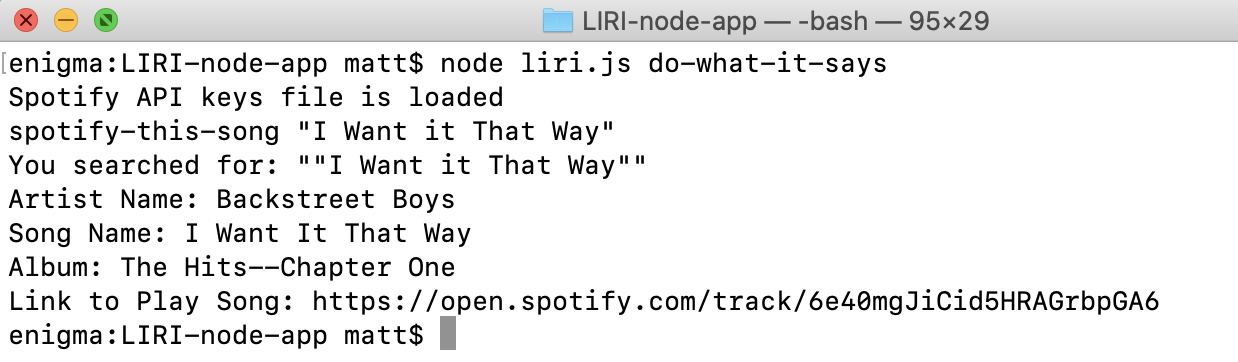 LIRI-node-app — -bash — 95×29
[enigma:LIRI-node-app matt$ node liri.js do-what-it-says
Spotify API keys file is loaded
spotify-this-song "I Want it That Way"
You searched for: ""I Want it That Way""
Artist Name: Backstreet Boys
Song Name: I Want It That Way
Album: The Hits--Chapter One
Link to Play Song: https://open.spotify.com/track/6e40mgJiCid5HRAGrbpGA6
enigma:LIRI-node-app matt$